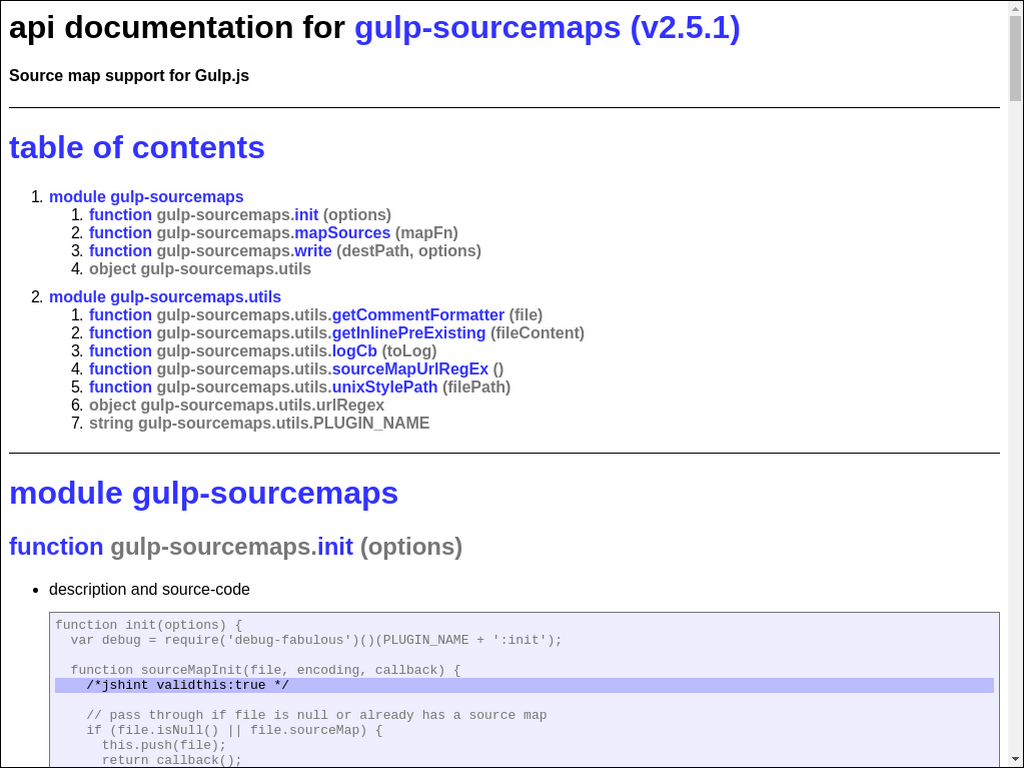 api documentation for gulp-sourcemaps (v2.5.1)
Source map support for Gulp.js
table of contents
1. module gulp-sourcemaps
1. function gulp-sourcemaps.init (options)
2. function gulp-sourcemaps.mapSources (mapFn)
3. function gulp-sourcemaps.write (destPath, options)
4. object gulp-sourcemaps.utils
2. module gulp-sourcemaps.utils
1. function gulp-sourcemaps.utils.getCommentFormatter (file)
2. function gulp-sourcemaps.utils.getInlinePreExisting (fileContent)
3. function gulp-sourcemaps.utils.logCb (toLog)
4. function gulp-sourcemaps.utils.sourceMapUrlRegEx ()
5. function gulp-sourcemaps.utils.unixStylePath (filePath)
6. object gulp-sourcemaps.utils.urlRegex
7. string gulp-sourcemaps.utils.PLUGIN_NAME
module gulp-sourcemaps
function gulp-sourcemaps.init (options)
• description and source-code
function init(options) {
  var debug = require('debug-fabulous')()(PLUGIN_NAME + ':init');
  function sourceMapInit(file, encoding, callback) {
    /*jshint validthis:true */
    // pass through if file is null or already has a source map
    if (file.isNull() || file.sourceMap) {
      this.push(file);
      return callback();